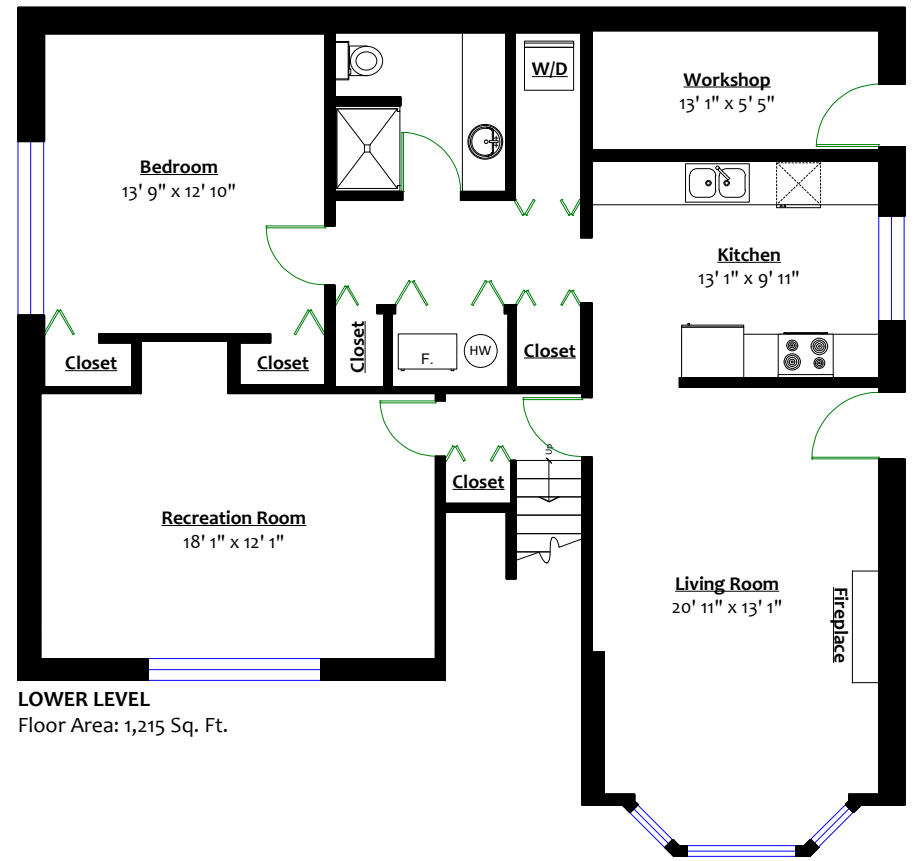 W/D
Workshop
13' 1" x 5' 5"
Bedroom
13' 9" x 12' 10"
Kitchen
13' 1" x 9' 11"
Closet
Closet
Closet
F.
HW
Closet
UP
Closet
Recreation Room
18' 1" x 12' 1"
Living Room
20' 11" x 13' 1"
Fireplace
LOWER LEVEL
Floor Area: 1,215 Sq. Ft.